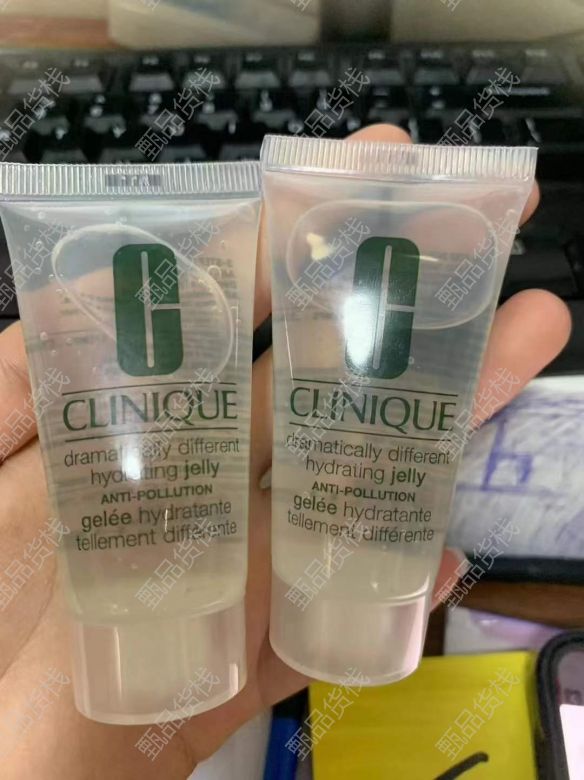 CLINIQUE
dramatically different
hydrating jelly
ANTI-POLLUTION
gelée hydratante
tellement différente
CLINIQUE
dramatically different
hydrating jelly
ANTI-POLLUTION
gelée hydratante
tellement différente
甄品货栈